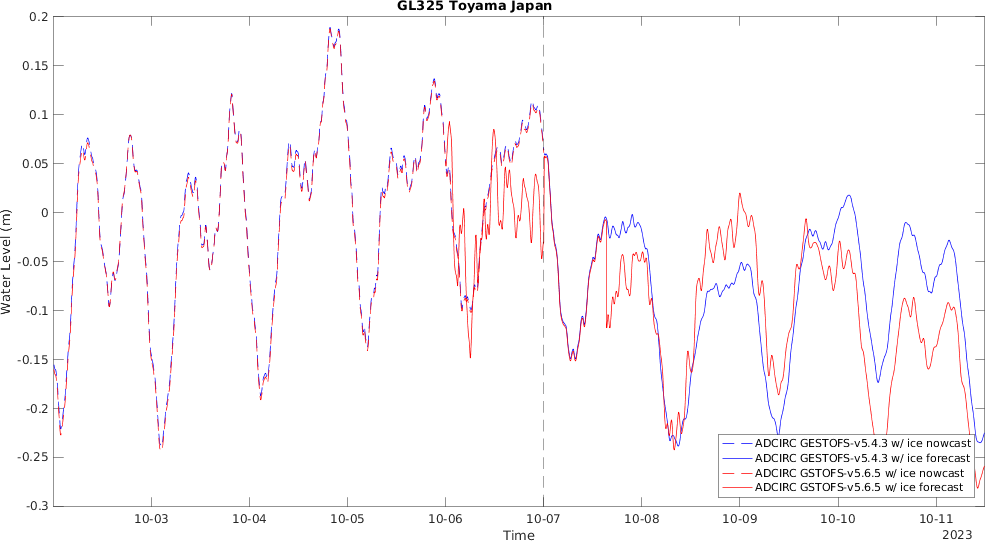 GL325 Toyama Japan
0.2
0.15
0.1
0.05
0
-0.05
-0.1
-0.15
-0.2
-0.25
-0.3
Water Level (m)
ADCIRC GESTOFS-v5.4.3 w/ ice nowcast
ADCIRC GESTOFS-v5.4.3 w/ ice forecast
ADCIRC GSTOFS-v5.6.5 w/ ice nowcast
ADCIRC GSTOFS-v5.6.5 w/ ice forecast
10-03 10-04 10-05 10-06 10-07 10-08 10-09 10-10 10-11
Time
2023